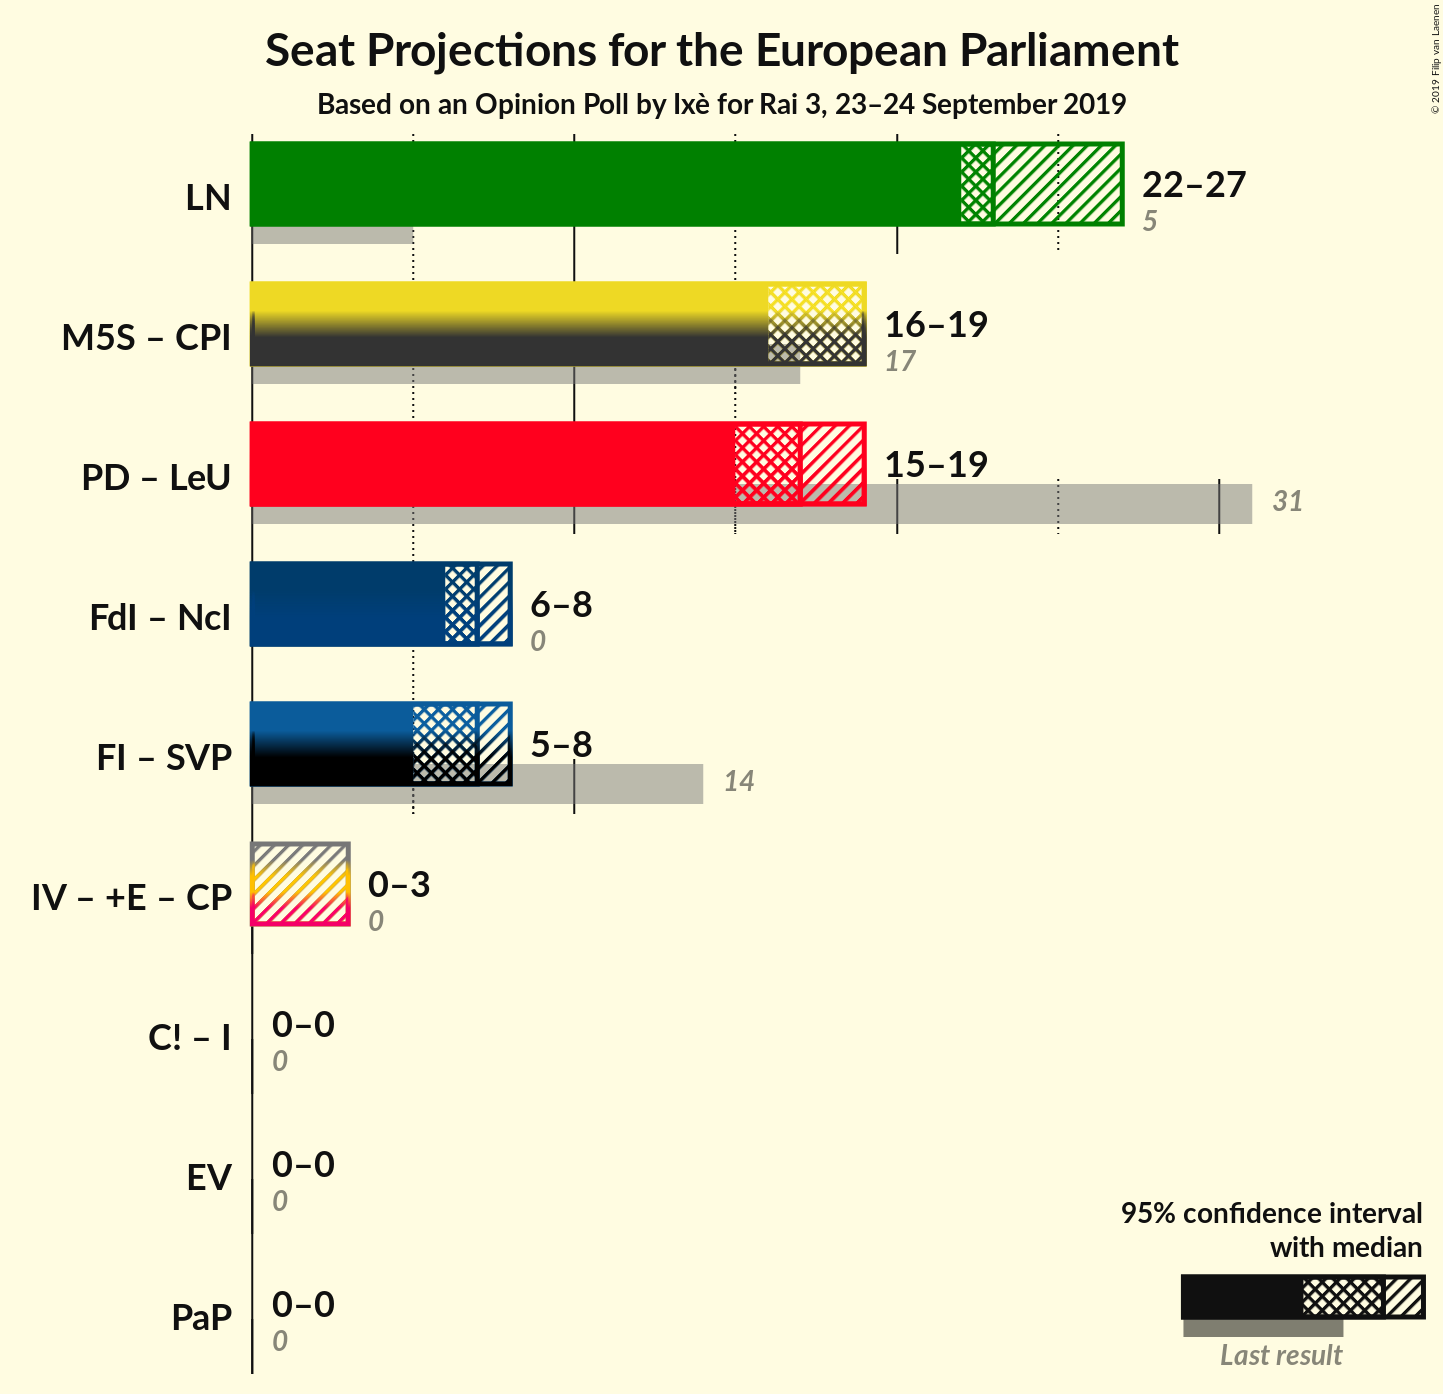 Seat Projections for the European Parliament
Based on an Opinion Poll by Ixè for Rai 3, 23–24 September 2019
© 2019 Filip van Laenen
LN
22–27
5
M5S – CPI
16–19
17
PD – LeU
15–19
31
FdI – NcI
6–8
0
FI – SVP
5–8
14
IV – +E – CP
0–3
0
C! – I
0–0
0
EV
0–0
0
PaP
0–0
0
95% confidence interval
with median
Last result